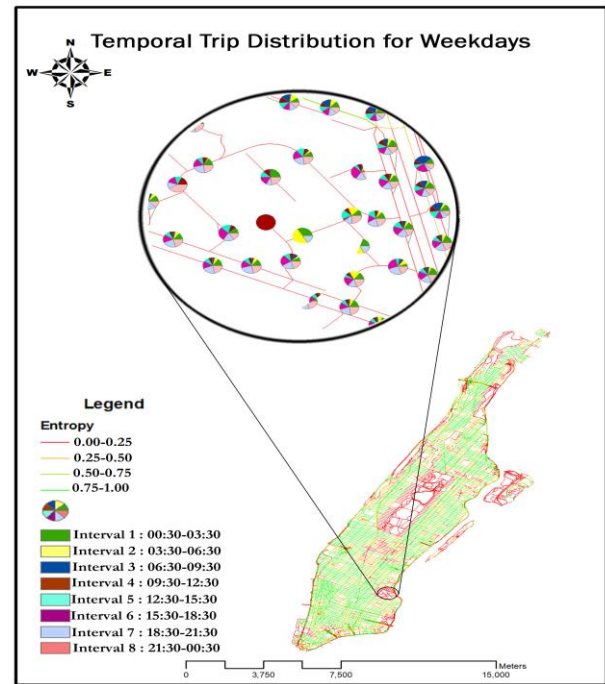 Temporal Trip Distribution for Weekdays
N
W E
S
Legend
Entropy
0.00-0.25
0.25-0.50
0.50-0.75
0.75-1.00
Interval 1 : 00:30-03:30
Interval 2 : 03:30-06:30
Interval 3 : 06:30-09:30
Interval 4 : 09:30-12:30
Interval 5 : 12:30-15:30
Interval 6 : 15:30-18:30
Interval 7 : 18:30-21:30
Interval 8 : 21:30-00:30
Meters
0 3,750 7,500 15,000